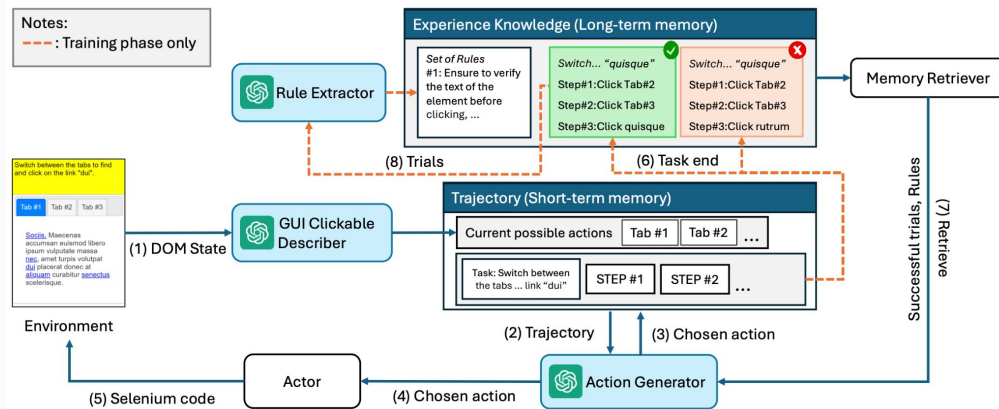 Notes:
: Training phase only
Experience Knowledge (Long-term memory)
Set of Rules
#1: Ensure to verify
the text of the
element before
clicking, ...
Switch... “quisque”
Step#1:Click Tab#2
Step#2:Click Tab#3
Step#3:Click quisque
Switch... “quisque”
Step#1:Click Tab#2
Step#2:Click Tab#3
Step#3:Click rutrum
Rule Extractor
Memory Retriever
(8) Trials
(6) Task end
Switch between the tabs to find
and click on the link "dui".
Tab #1
Tab #2
Tab #3
Sociis. Maecenas
accumsan euismod libero
ipsum vulputate massa
nec, amet turpis volutpat
dui placerat donec at
aliquam curabitur senectus
scelerisque.
Environment
(1) DOM State
GUI Clickable
Describer
Trajectory (Short-term memory)
Current possible actions
Tab #1
Tab #2
...
Task: Switch between
the tabs ... link “dui”
STEP #1
STEP #2
...
Successful trials, Rules
(7) Retrieve
(2) Trajectory
(3) Chosen action
Action Generator
(4) Chosen action
Actor
(5) Selenium code